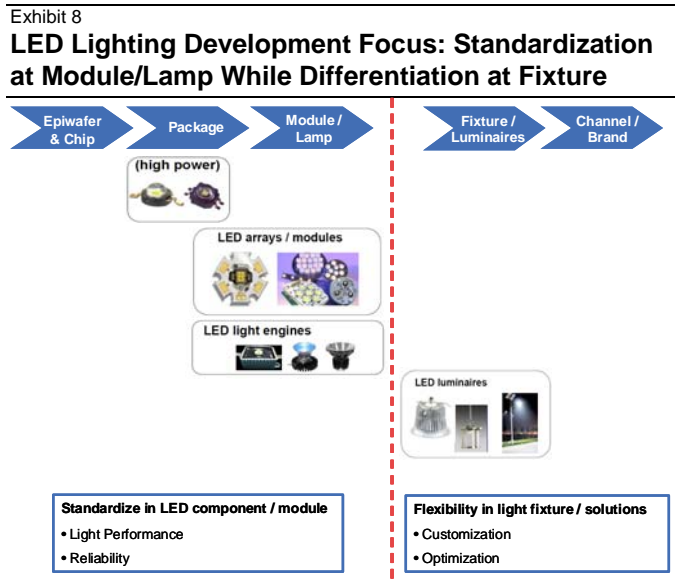 Exhibit 8
LED Lighting Development Focus: Standardization
at Module/Lamp While Differentiation at Fixture
Epiwafer
& Chip
Package
Module /
Lamp
Fixture /
Luminaires
Channel /
Brand
(high power)
LED arrays / modules
LED light engines
LED luminaires
Standardize in LED component / module
• Light Performance
• Reliability
Flexibility in light fixture / solutions
• Customization
• Optimization